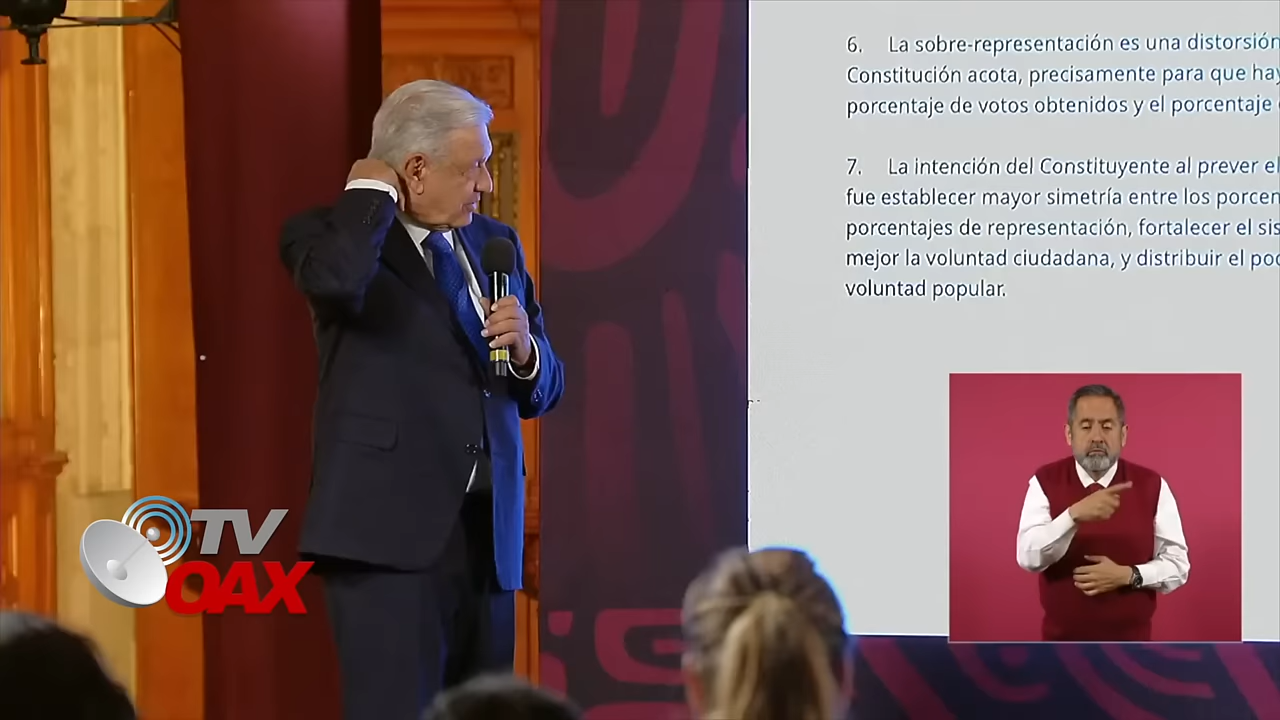 6. La sobre-representación es una distorsión
Constitución acota, precisamente para que hay
porcentaje de votos obtenidos y el porcentaje
7. La intención del Constituyente al prever el
fue establecer mayor simetría entre los porcen
porcentajes de representación, fortalecer el sis
mejor la voluntad ciudadana, y distribuir el pod
voluntad popular.
TV
OAX